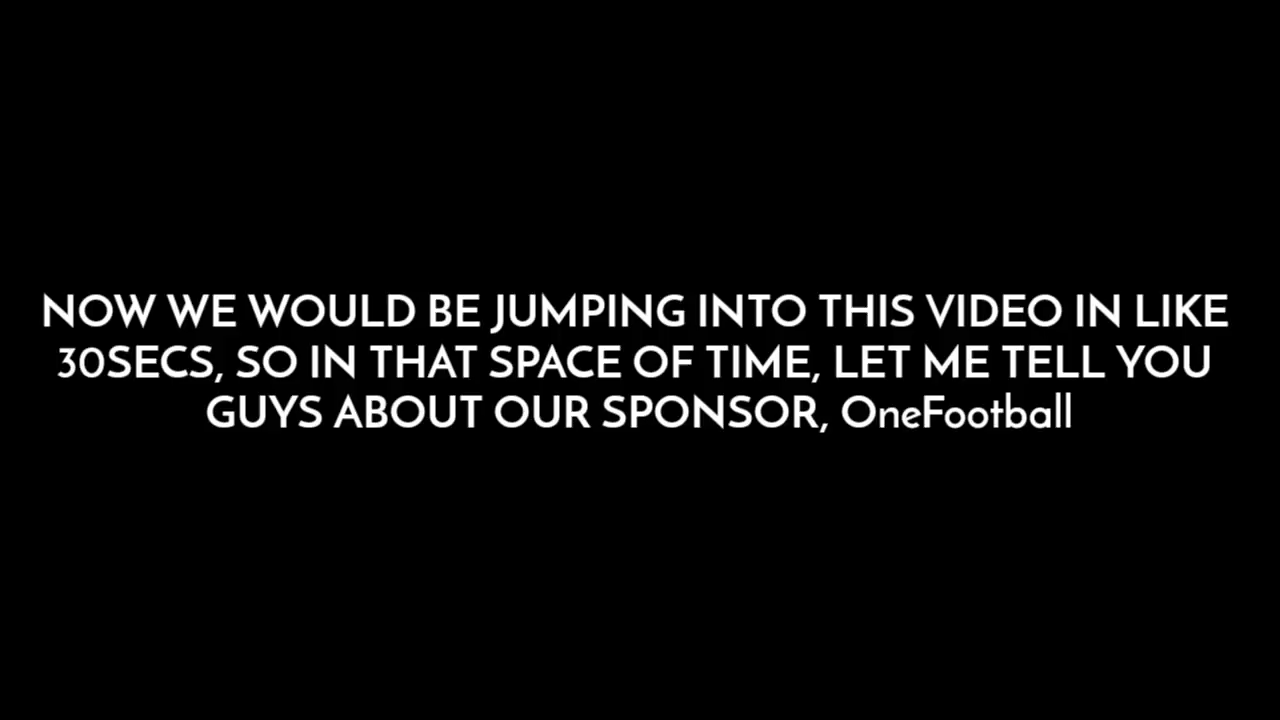 NOW WE WOULD BE JUMPING INTO THIS VIDEO IN LIKE
30SECS, SO IN THAT SPACE OF TIME, LET ME TELL YOU
GUYS ABOUT OUR SPONSOR, OneFootball